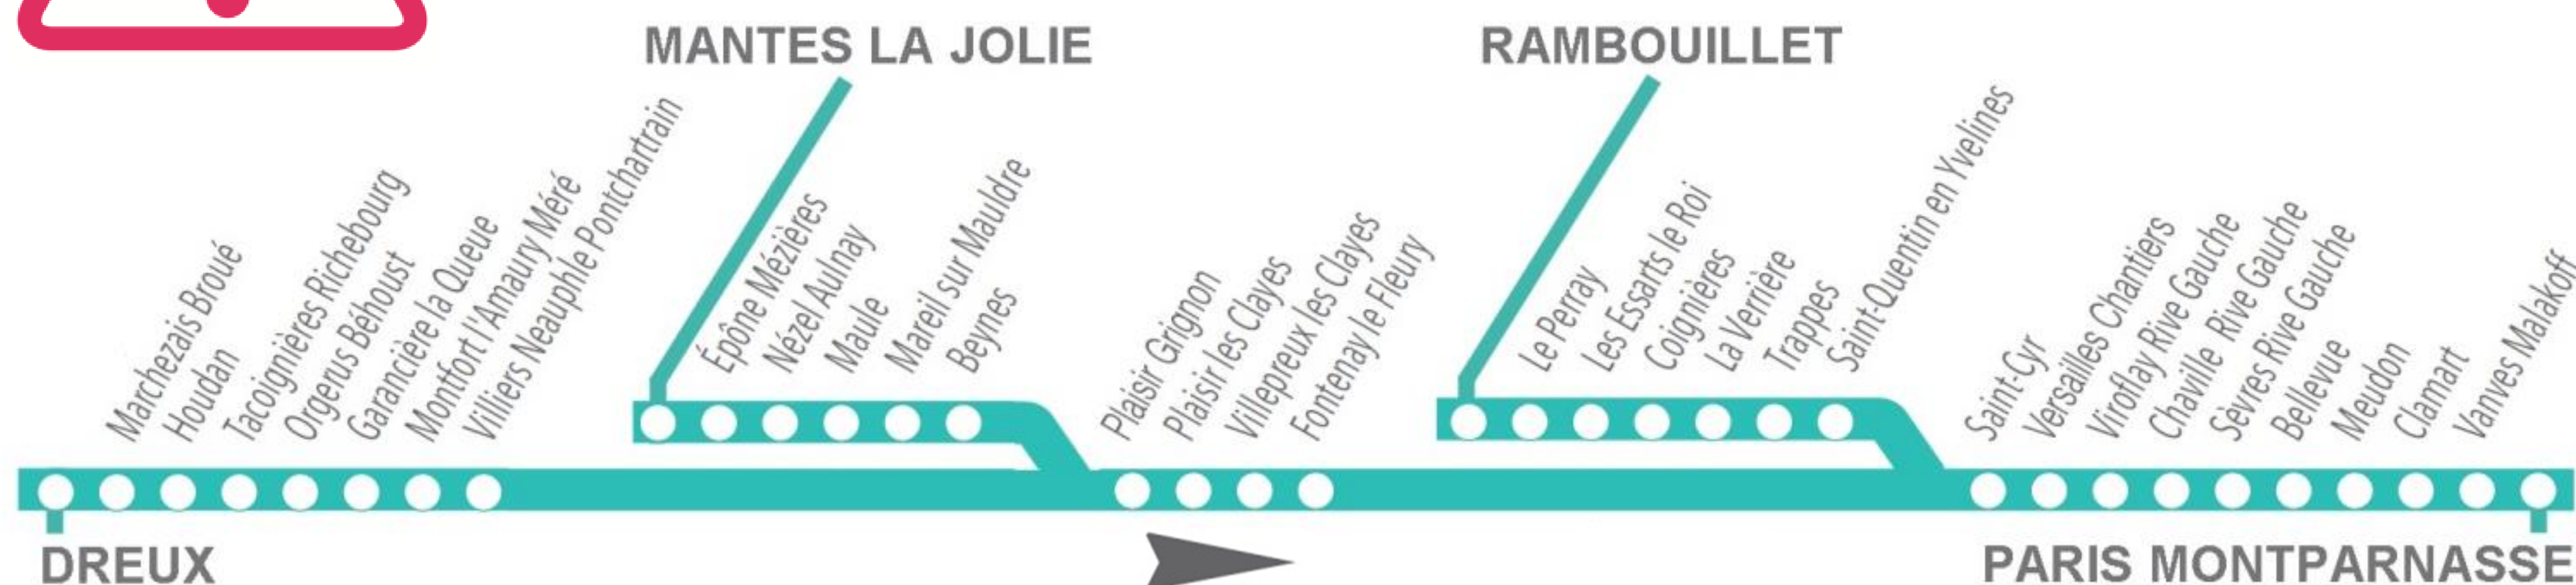 MANTES LA JOLIE
RAMBOUILLET
Marchezais Broué
Houdan
Tacoignières Richebourg
Orgerus Béhoust
Garancière la Queue
Montfort l'Amaury Méré
Villiers Neauphle Pontchartrain
Épône Mézières
Nézel Aulnay
Maule
Mareil sur Mauldre
Beynes
Plaisir Grignon
Plaisir les Clayes
Villepreux les Clayes
Fontenay le Fleury
Le Perray
Les Essarts le Roi
Coignières
La Verrière
Trappes
Saint-Quentin en Yvelines
Saint-Cyr
Versailles Chantiers
Viroflay Rive Gauche
Chaville Rive Gauche
Sèvres Rive Gauche
Bellevue
Meudon
Clamart
Vanves Malakoff
DREUX
PARIS MONTPARNASSE